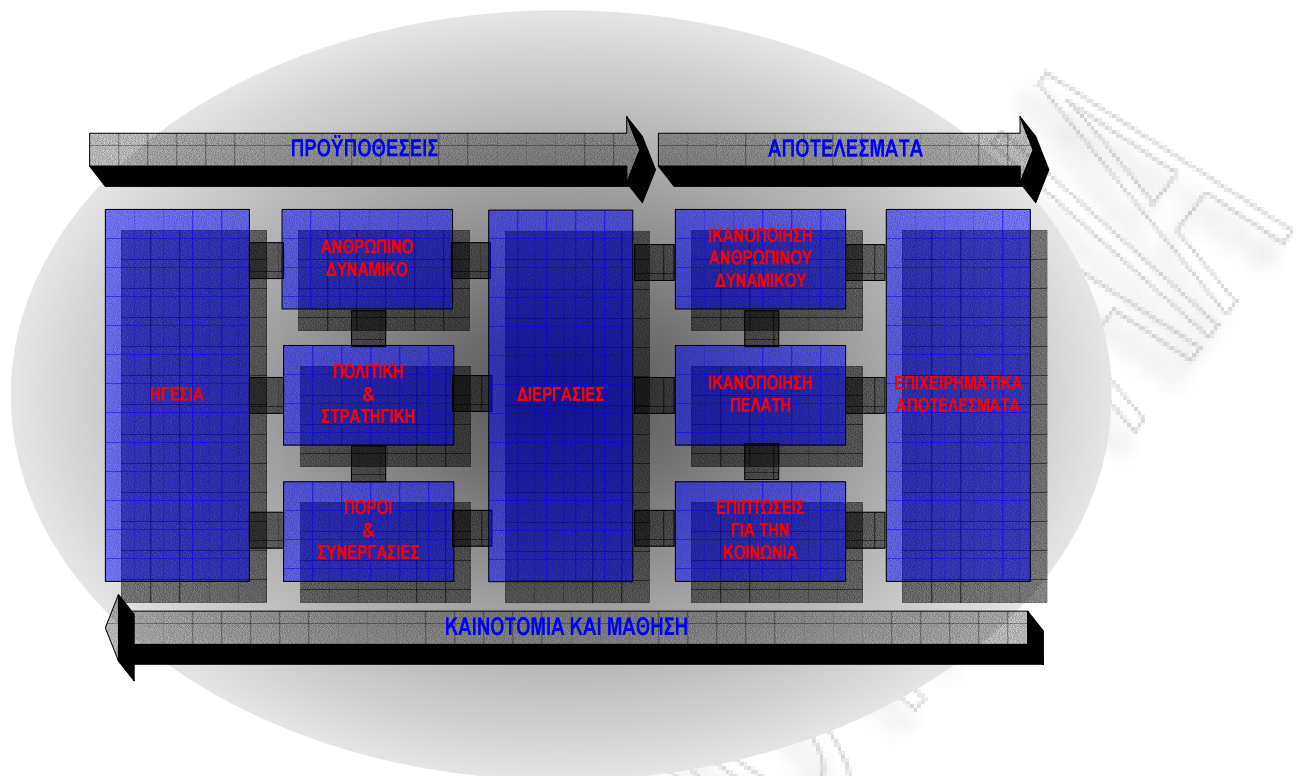 ΠΡΟΫΠΟΘΕΣΕΙΣ
ΑΠΟΤΕΛΕΣΜΑΤΑ
ΗΓΕΣΙΑ
ΑΝΘΡΩΠΙΝΟ
ΔΥΝΑΜΙΚΟ
ΠΟΛΙΤΙΚΗ
&
ΣΤΡΑΤΗΓΙΚΗ
ΠΟΡΟΙ
&
ΣΥΝΕΡΓΑΣΙΕΣ
ΔΙΕΡΓΑΣΙΕΣ
ΙΚΑΝΟΠΟΙΗΣΗ
ΑΝΘΡΩΠΙΝΟΥ
ΔΥΝΑΜΙΚΟΥ
ΙΚΑΝΟΠΟΙΗΣΗ
ΠΕΛΑΤΗ
ΕΠΙΠΤΩΣΕΙΣ
ΓΙΑ ΤΗΝ
ΚΟΙΝΩΝΙΑ
ΕΠΙΧΕΙΡΗΜΑΤΙΚΑ
ΑΠΟΤΕΛΕΣΜΑΤΑ
ΚΑΙΝΟΤΟΜΙΑ ΚΑΙ ΜΑΘΗΣΗ